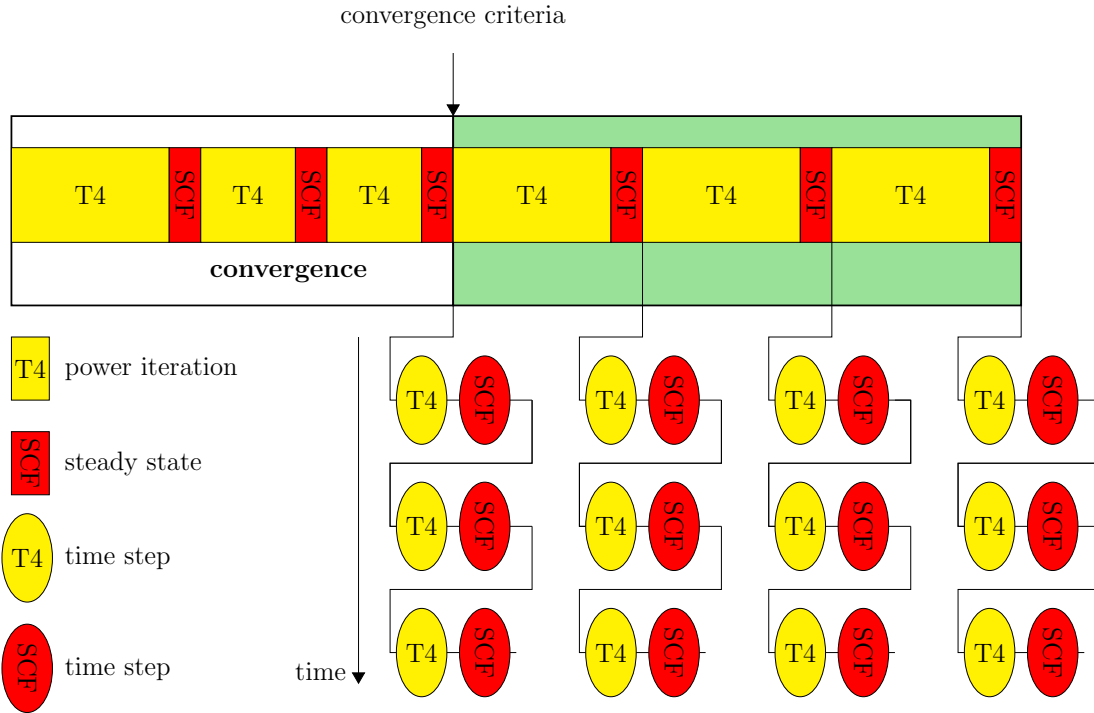 convergence criteria
T4 SCF T4 SCF T4 SCF T4 SCF T4 SCF T4 SCF
convergence
T4 power iteration
SCF steady state
T4 time step
SCF time step
time
T4 SCF T4 SCF T4 SCF T4 SCF
T4 SCF T4 SCF T4 SCF T4 SCF
T4 SCF T4 SCF T4 SCF T4 SCF